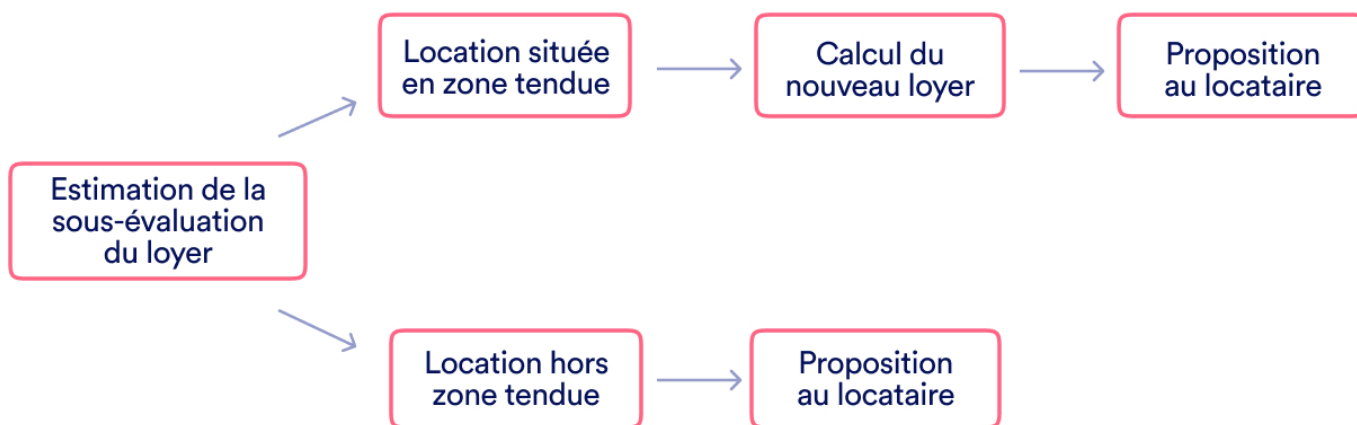 Location située
en zone tendue
Calcul du
nouveau loyer
Proposition
au locataire
Estimation de la
sous-évaluation
du loyer
Location hors
zone tendue
Proposition
au locataire